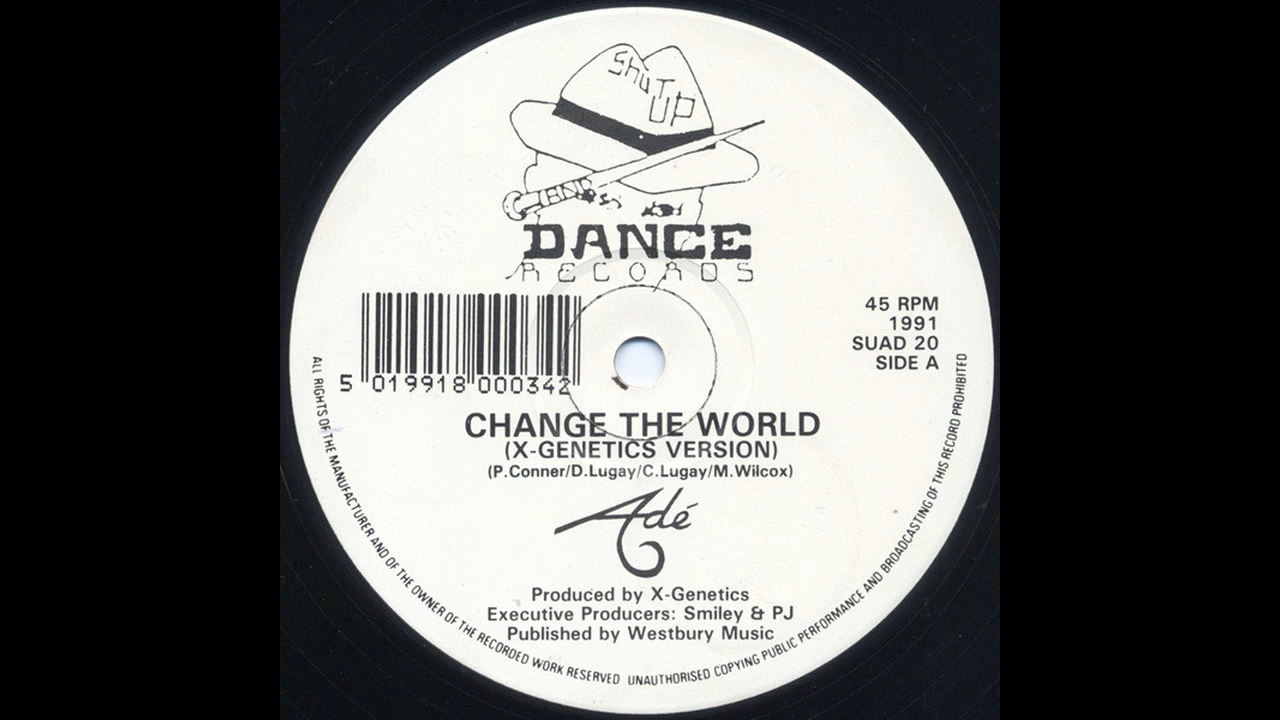 SHUT
UP
DANCE
RECORDS
45 RPM
1991
SUAD 20
SIDE A
5 019918 000342
CHANGE THE WORLD
(X-GENETICS VERSION)
(P.Conner/D.Lugay/C.Lugay/M.Wilcox)
Adé
Produced by X-Genetics
Executive Producers: Smiley & PJ
Published by Westbury Music
ALL RIGHTS OF THE MANUFACTURER AND OF THE OWNER OF THE RECORDED WORK RESERVED UNAUTHORISED COPYING PUBLIC PERFORMANCE AND BROADCASTING OF THIS RECORD PROHIBITED